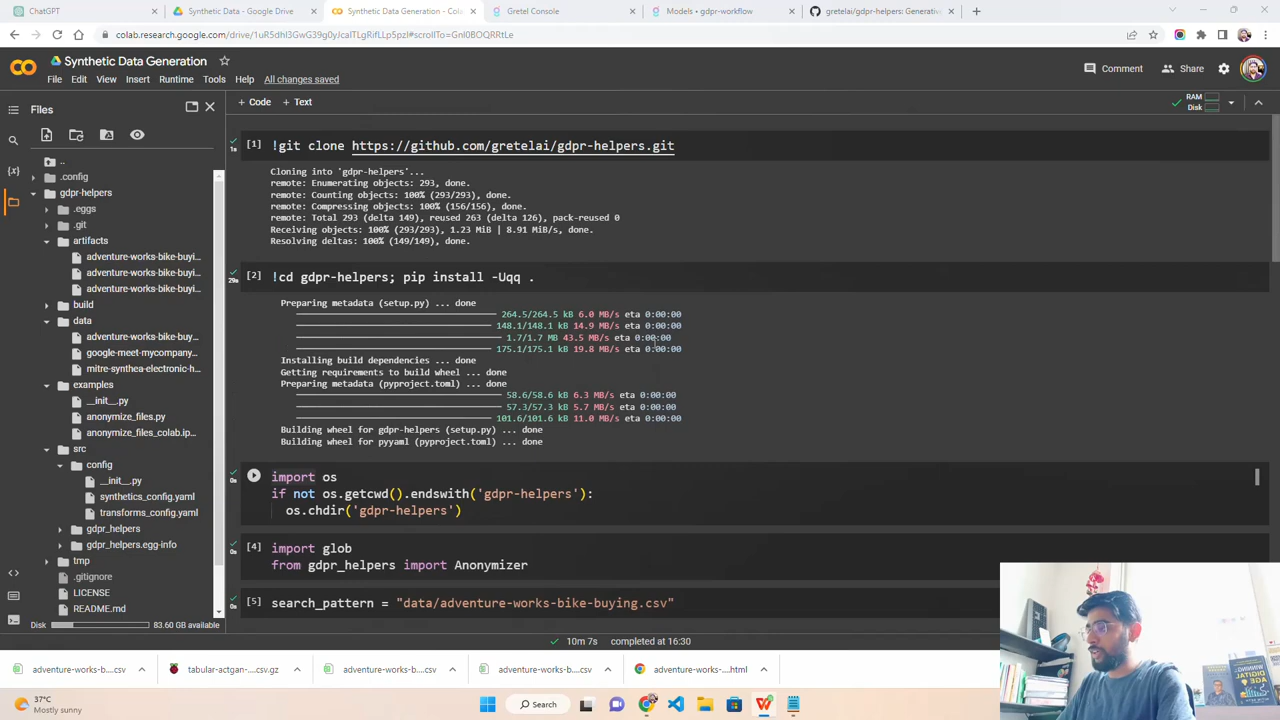 ChatGPT
Synthetic Data - Google Drive
Synthetic Data Generation - Cola
Gretel Console
Models • gdpr-workflow
gretelai/gdpr-helpers: Generativ
Synthetic Data Generation
File Edit View Insert Runtime Tools Help All changes saved
Comment
Share
Files
+ Code + Text
RAM
Disk
..
.config
gdpr-helpers
.eggs
.git
artifacts
adventure-works-bike-buyi...
adventure-works-bike-buyi...
adventure-works-bike-buyi...
build
data
adventure-works-bike-buy...
google-meet-mycompany...
mitre-synthea-electronic-h...
examples
__init__.py
anonymize_files.py
anonymize_files_colab.ip...
src
config
__init__.py
synthetics_config.yaml
transforms_config.yaml
gdpr_helpers
gdpr_helpers.egg-info
tmp
.gitignore
LICENSE
README.md
Disk 83.60 GB available
1s
[1] !git clone https://github.com/gretelai/gdpr-helpers.git
Cloning into 'gdpr-helpers'...
remote: Enumerating objects: 293, done.
remote: Counting objects: 100% (293/293), done.
remote: Compressing objects: 100% (156/156), done.
remote: Total 293 (delta 149), reused 263 (delta 126), pack-reused 0
Receiving objects: 100% (293/293), 1.23 MiB | 8.91 MiB/s, done.
Resolving deltas: 100% (149/149), done.
29s
[2] !cd gdpr-helpers; pip install -Uqq .
Preparing metadata (setup.py) ... done
264.5/264.5 kB 6.0 MB/s eta 0:00:00
148.1/148.1 kB 14.9 MB/s eta 0:00:00
1.7/1.7 MB 43.5 MB/s eta 0:00:00
175.1/175.1 kB 19.8 MB/s eta 0:00:00
Installing build dependencies ... done
Getting requirements to build wheel ... done
Preparing metadata (pyproject.toml) ... done
58.6/58.6 kB 6.3 MB/s eta 0:00:00
57.3/57.3 kB 5.7 MB/s eta 0:00:00
101.6/101.6 kB 11.0 MB/s eta 0:00:00
Building wheel for gdpr-helpers (setup.py) ... done
Building wheel for pyyaml (pyproject.toml) ... done
0s
import os
if not os.getcwd().endswith('gdpr-helpers'):
os.chdir('gdpr-helpers')
0s
[4] import glob
from gdpr_helpers import Anonymizer
0s
[5] search_pattern = "data/adventure-works-bike-buying.csv"
10m 7s completed at 16:30
adventure-works-b....csv
tabular-actgan-....csv.gz
adventure-works-b....csv
adventure-works-b....csv
adventure-works-....html
37°C
Mostly sunny
Search
WINNING
DIGITAL
AGE